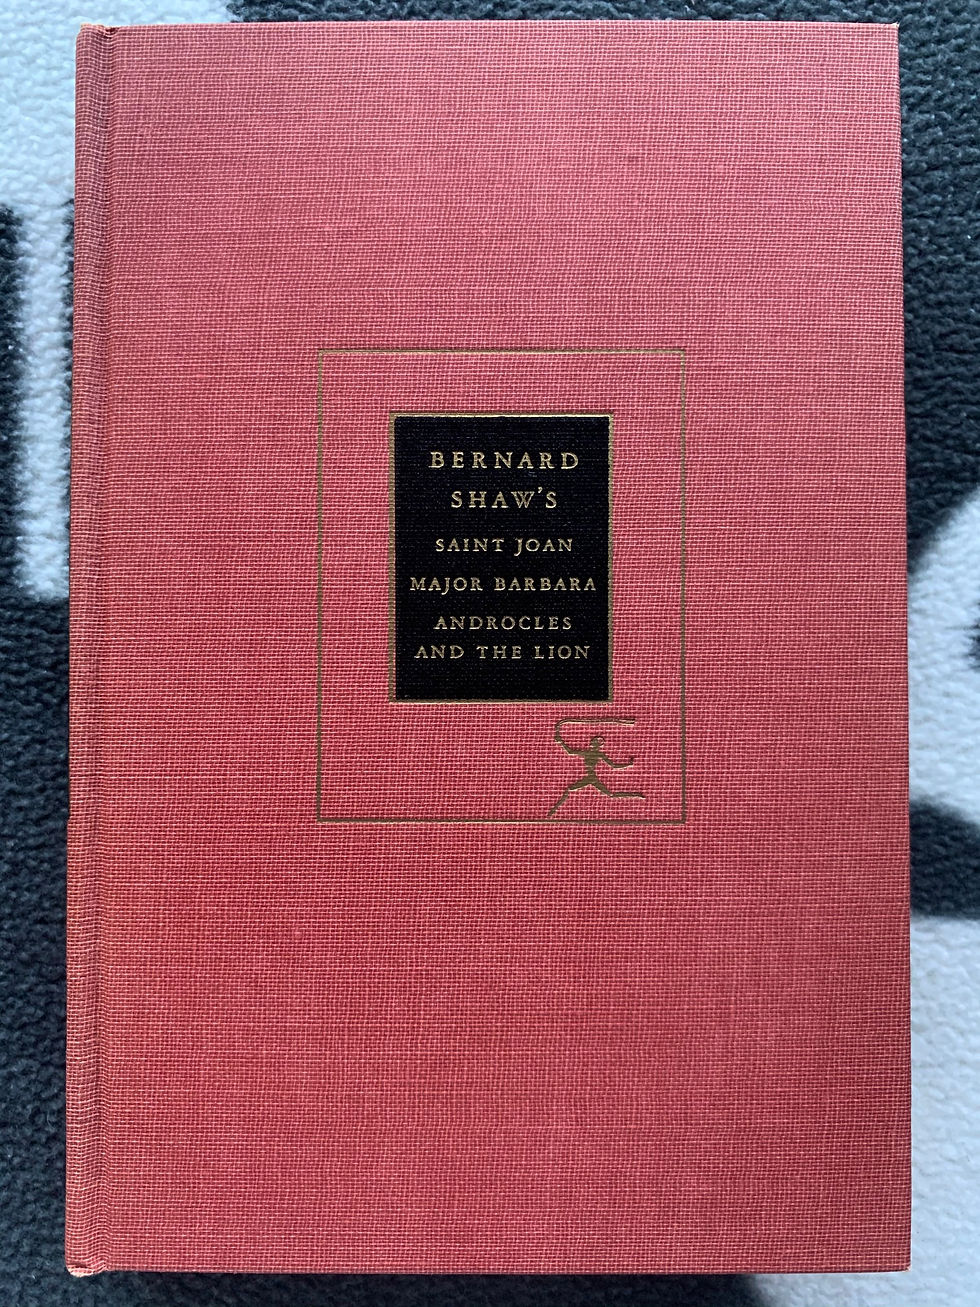 BERNARD
SHAW'S
SAINT JOAN
MAJOR BARBARA
ANDROCLES
AND THE LION